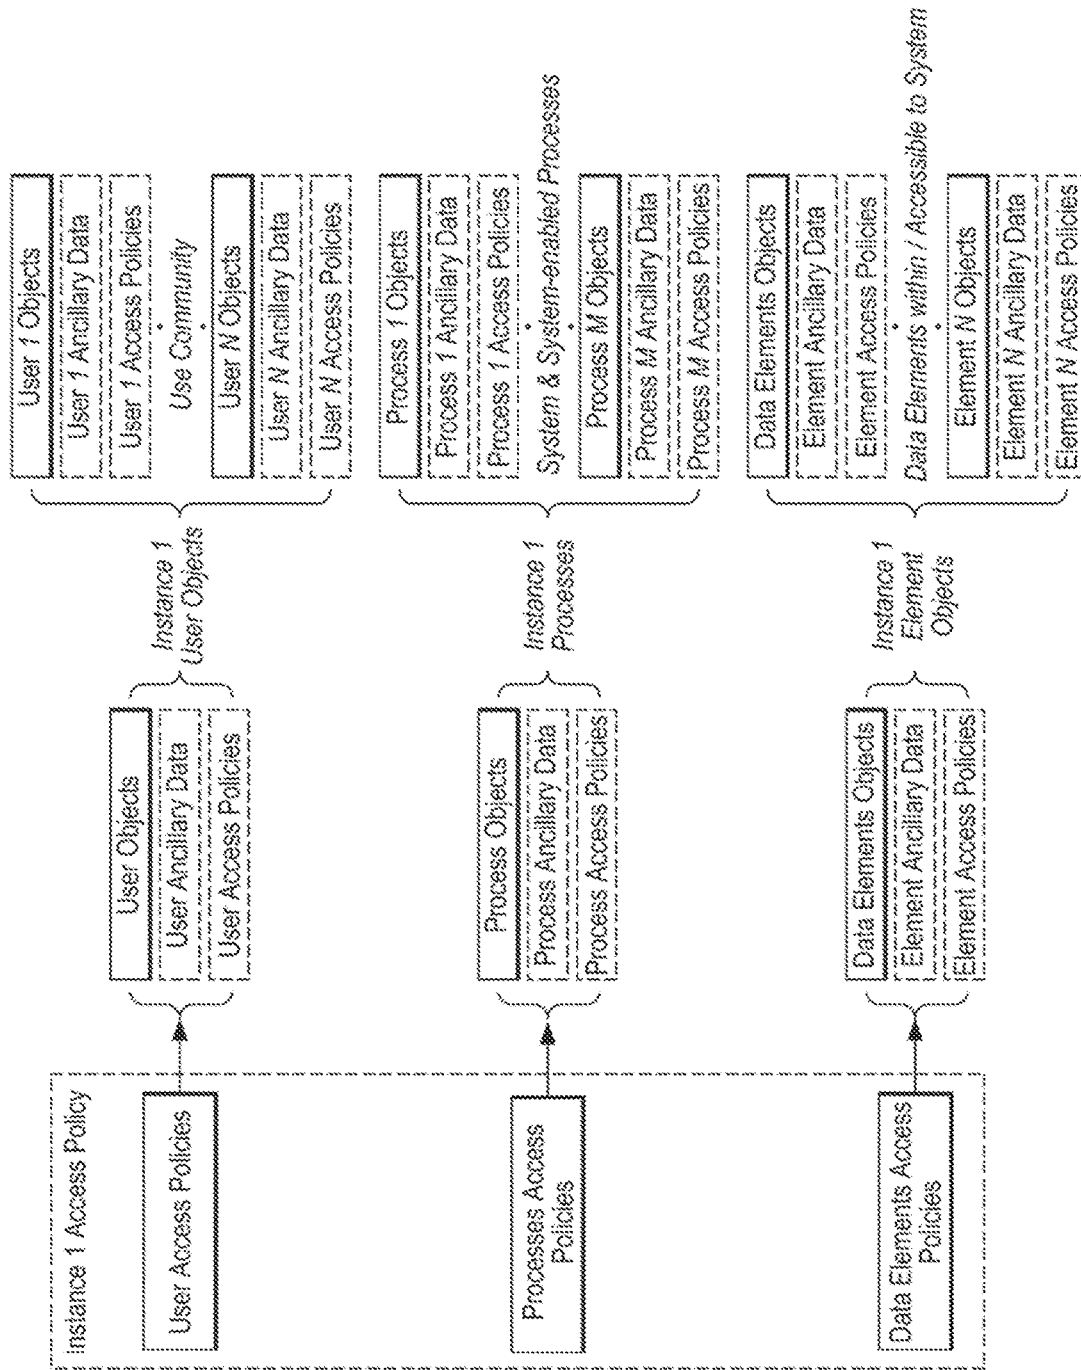 Instance 1 Access Policy
User Access Policies
Processes Access
Policies
Data Elements Access
Policies
User Objects
User Ancillary Data
User Access Policies
Process Objects
Process Ancillary Data
Process Access Policies
Data Elements Objects
Element Ancillary Data
Element Access Policies
Instance 1
User Objects
Instance 1
Processes
Instance 1
Element
Objects
User 1 Objects
User 1 Ancillary Data
User 1 Access Policies
Use Community
User N Objects
User N Ancillary Data
User N Access Policies
Process 1 Objects
Process 1 Ancillary Data
Process 1 Access Policies
System & System-enabled Processes
Process M Objects
Process M Ancillary Data
Process M Access Policies
Data Elements Objects
Element Ancillary Data
Element Access Policies
Data Elements within / Accessible to System
Element N Objects
Element N Ancillary Data
Element N Access Policies